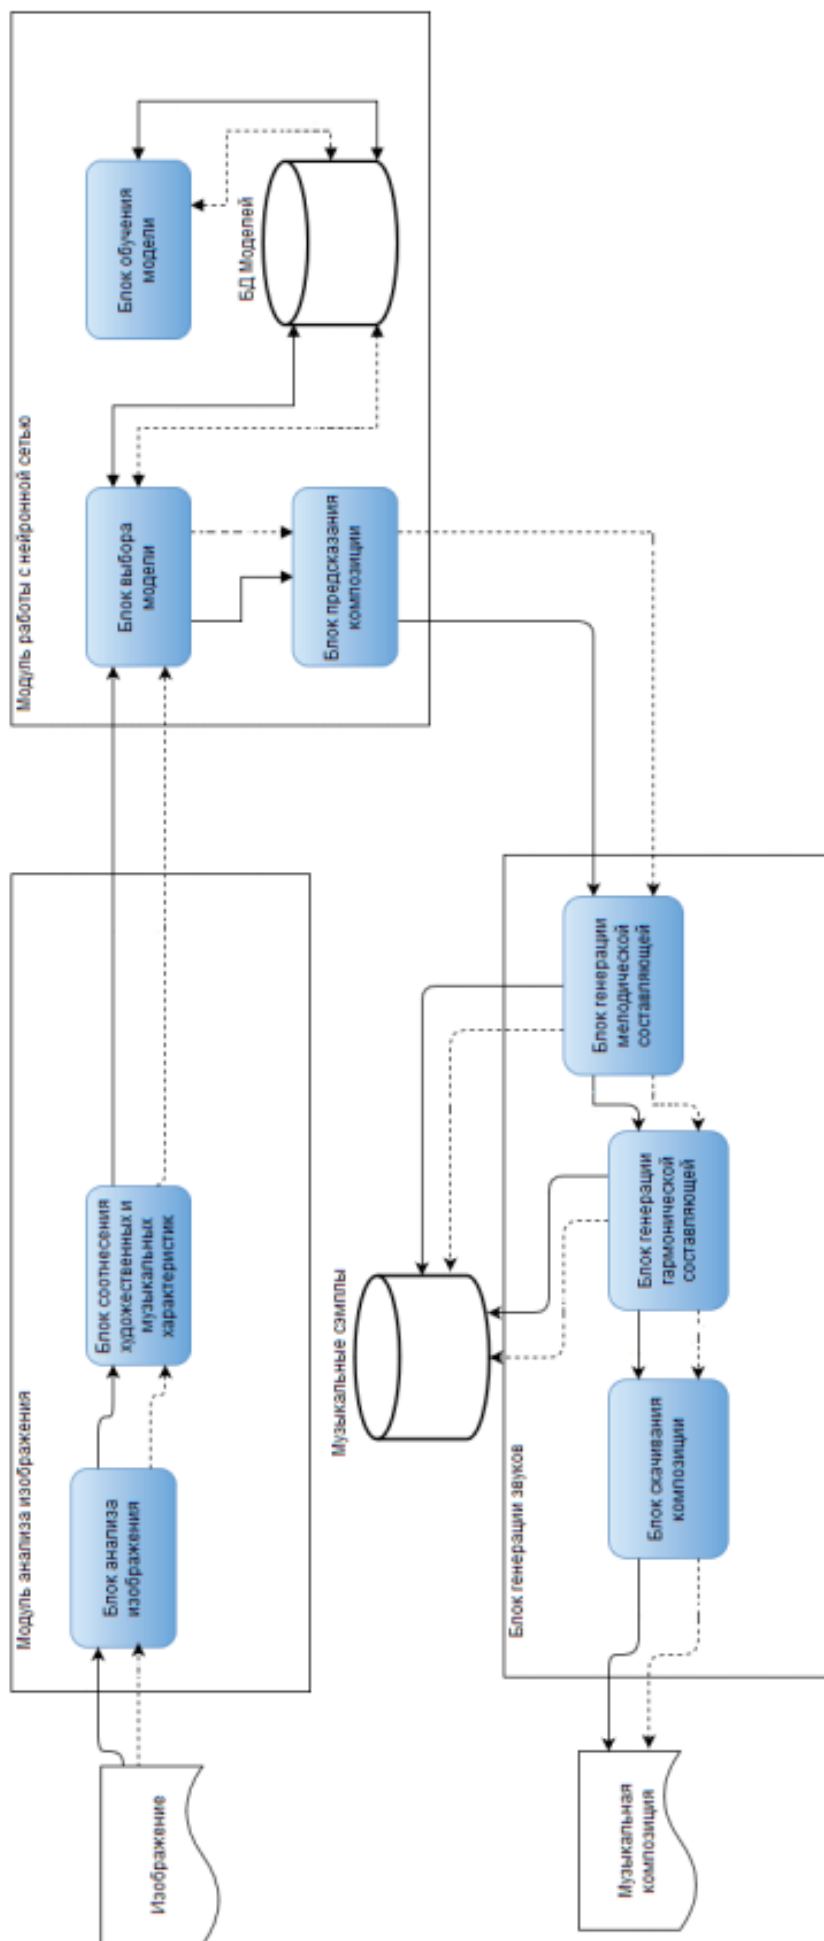 Изображение
Модуль анализа изображения
Блок анализа
изображения
Блок соотнесения
художественных и
музыкальных
характеристик
Модуль работы с нейронной сетью
Блок выбора
модели
Блок обучения
модели
БД Моделей
Блок предсказания
композиции
Музыкальные сэмплы
Блок генерации звуков
Блок генерации
мелодической
составляющей
Блок генерации
гармонической
составляющей
Блок скачивания
композиции
Музыкальная
композиция